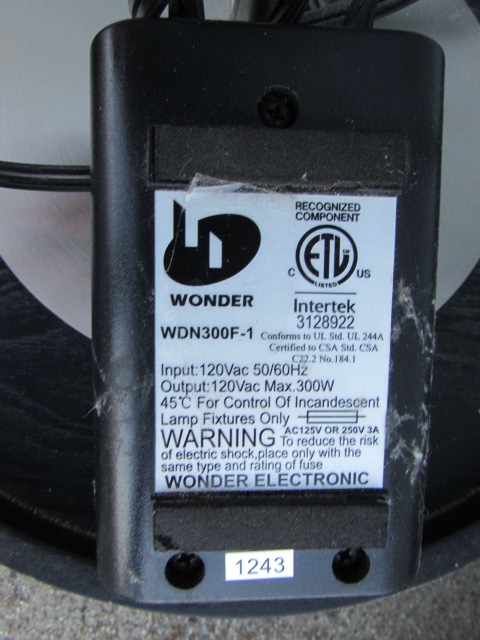 RECOGNIZED
COMPONENT
ETL
LISTED
C US
WONDER
Intertek
3128922
WDN300F-1
Conforms to UL Std. UL 244A
Certified to CSA Std. CSA
C22.2 No.184.1
Input:120Vac 50/60Hz
Output:120Vac Max.300W
45℃ For Control Of Incandescent
Lamp Fixtures Only
AC125V OR 250V 3A
WARNING To reduce the risk
of electric shock,place only with the
same type and rating of fuse
WONDER ELECTRONIC
1243